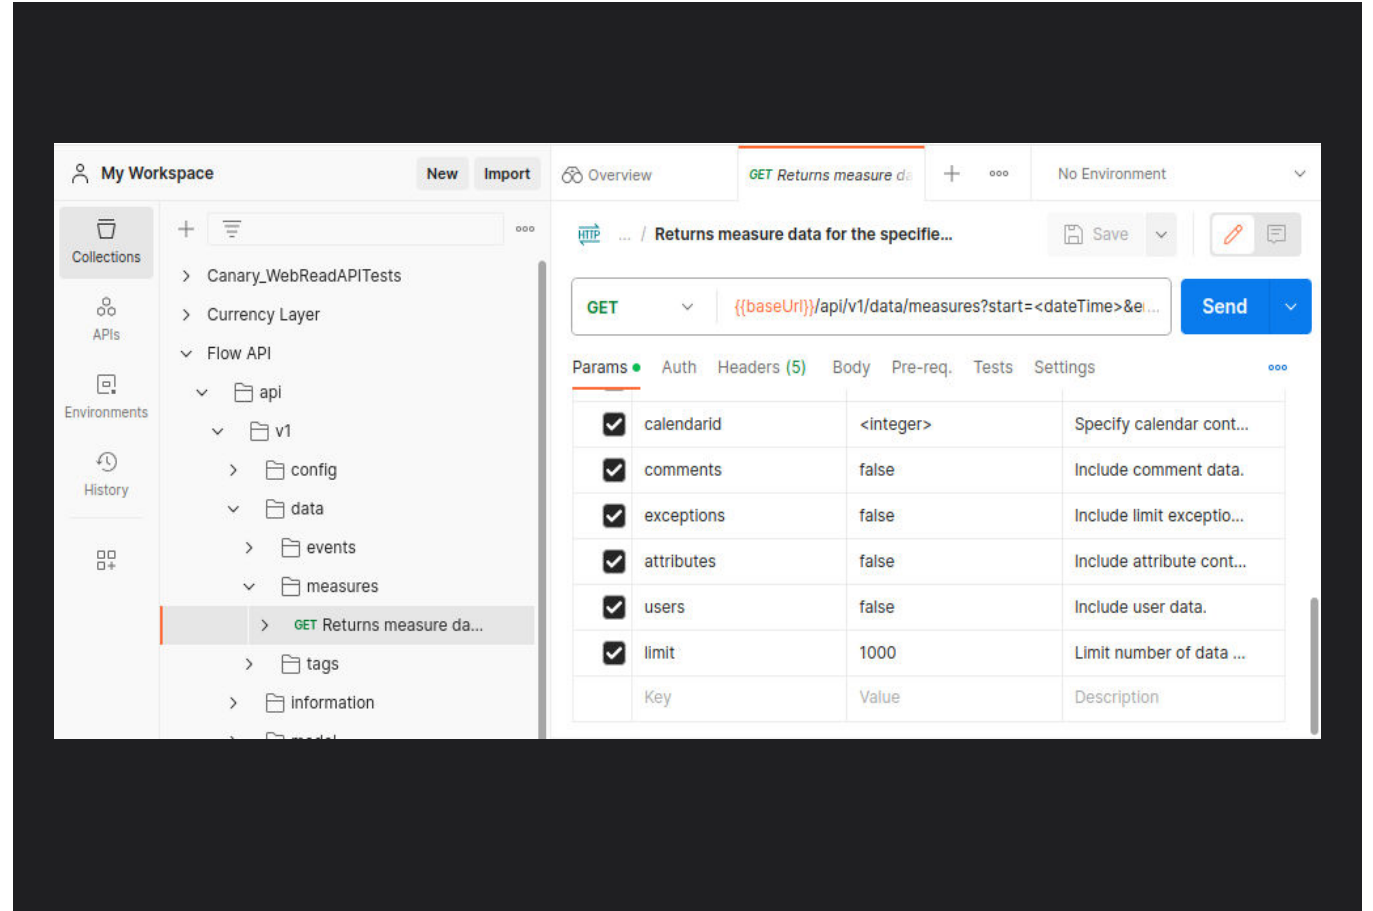 My Workspace
New
Import
Overview
GET Returns measure da
No Environment
Collections
APIs
Environments
History
Canary_WebReadAPITests
Currency Layer
Flow API
api
v1
config
data
events
measures
GET Returns measure da...
tags
information
model
HTTP ... / Returns measure data for the specifie...
Save
GET
{{baseUrl}}/api/v1/data/measures?start=<dateTime>&e...
Send
Params Auth Headers (5) Body Pre-req. Tests Settings
calendarid <integer> Specify calendar cont...
comments false Include comment data.
exceptions false Include limit exceptio...
attributes false Include attribute cont...
users false Include user data.
limit 1000 Limit number of data ...
Key Value Description